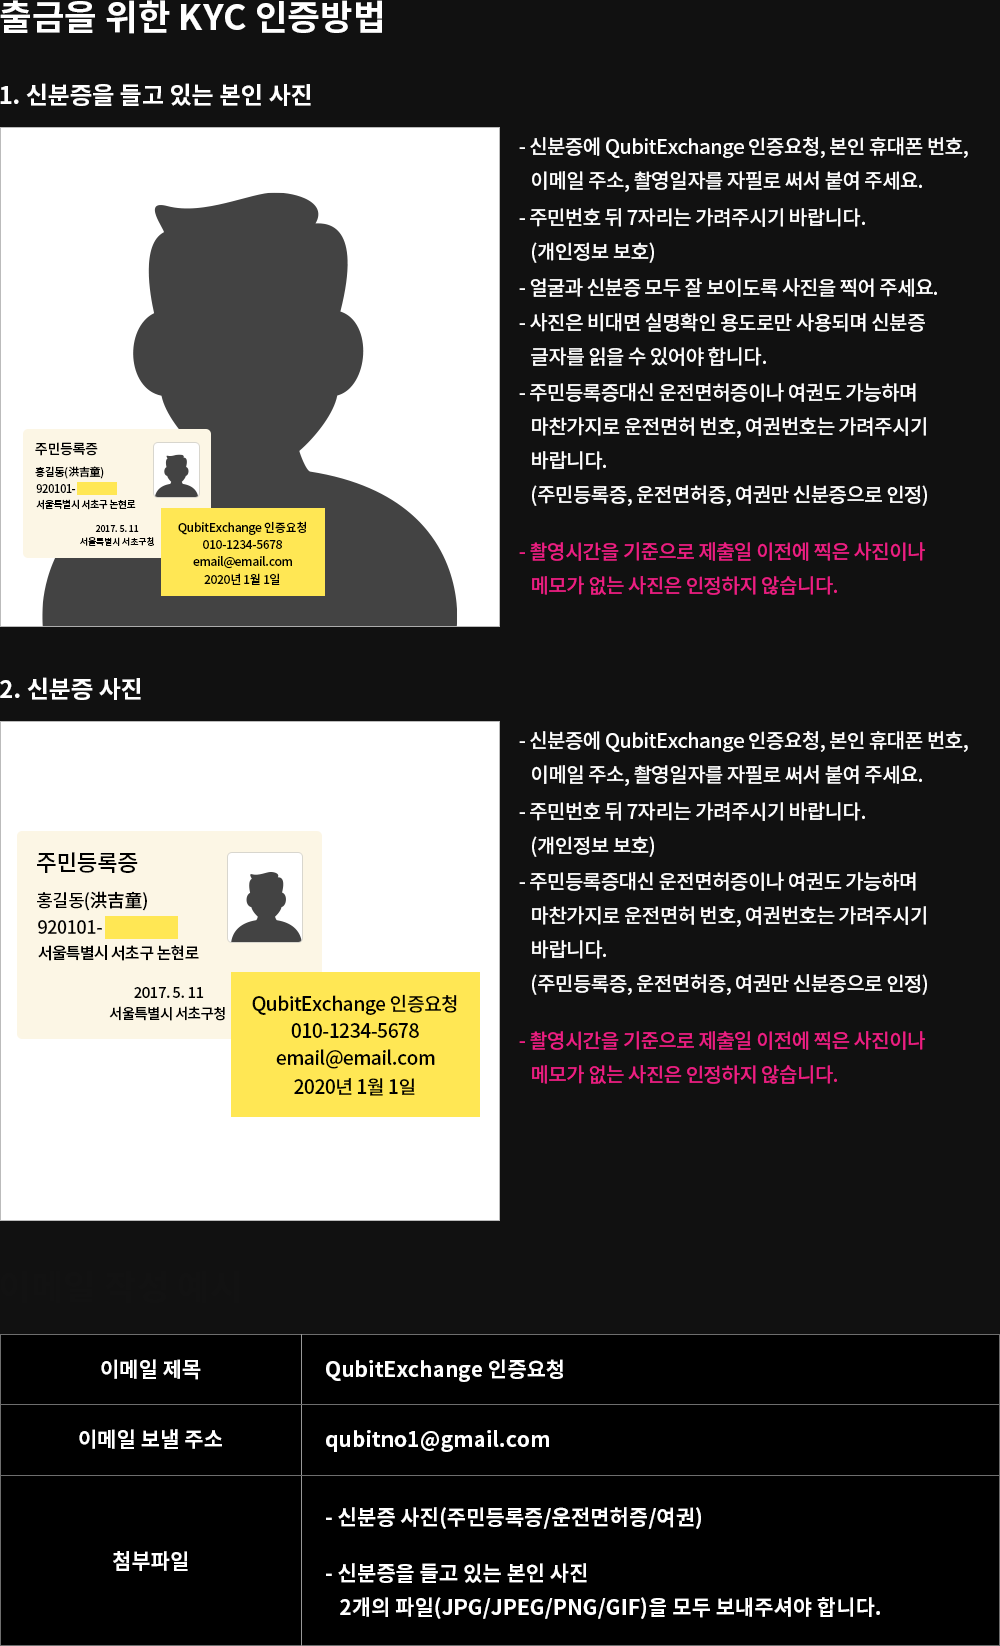 출금을 위한 KYC 인증방법
1. 신분증을 들고 있는 본인 사진
- 신분증에 QubitExchange 인증요청, 본인 휴대폰 번호,
이메일 주소, 촬영일자를 자필로 써서 붙여 주세요.
- 주민번호 뒤 7자리는 가려주시기 바랍니다.
(개인정보 보호)
- 얼굴과 신분증 모두 잘 보이도록 사진을 찍어 주세요.
- 사진은 비대면 실명확인 용도로만 사용되며 신분증
글자를 읽을 수 있어야 합니다.
- 주민등록증대신 운전면허증이나 여권도 가능하며
마찬가지로 운전면허 번호, 여권번호는 가려주시기
바랍니다.
(주민등록증, 운전면허증, 여권만 신분증으로 인정)
- 촬영시간을 기준으로 제출일 이전에 찍은 사진이나
메모가 없는 사진은 인정하지 않습니다.
주민등록증
홍길동(洪吉童)
920101-
서울특별시 서초구 논현로
2017. 5. 11
서울특별시 서초구청
QubitExchange 인증요청
010-1234-5678
email@email.com
2020년 1월 1일
2. 신분증 사진
- 신분증에 QubitExchange 인증요청, 본인 휴대폰 번호,
이메일 주소, 촬영일자를 자필로 써서 붙여 주세요.
- 주민번호 뒤 7자리는 가려주시기 바랍니다.
(개인정보 보호)
- 주민등록증대신 운전면허증이나 여권도 가능하며
마찬가지로 운전면허 번호, 여권번호는 가려주시기
바랍니다.
(주민등록증, 운전면허증, 여권만 신분증으로 인정)
- 촬영시간을 기준으로 제출일 이전에 찍은 사진이나
메모가 없는 사진은 인정하지 않습니다.
주민등록증
홍길동(洪吉童)
920101-
서울특별시 서초구 논현로
2017. 5. 11
서울특별시 서초구청
QubitExchange 인증요청
010-1234-5678
email@email.com
2020년 1월 1일
이메일 제목
QubitExchange 인증요청
이메일 보낼 주소
qubitno1@gmail.com
첨부파일
- 신분증 사진(주민등록증/운전면허증/여권)
- 신분증을 들고 있는 본인 사진
2개의 파일(JPG/JPEG/PNG/GIF)을 모두 보내주셔야 합니다.